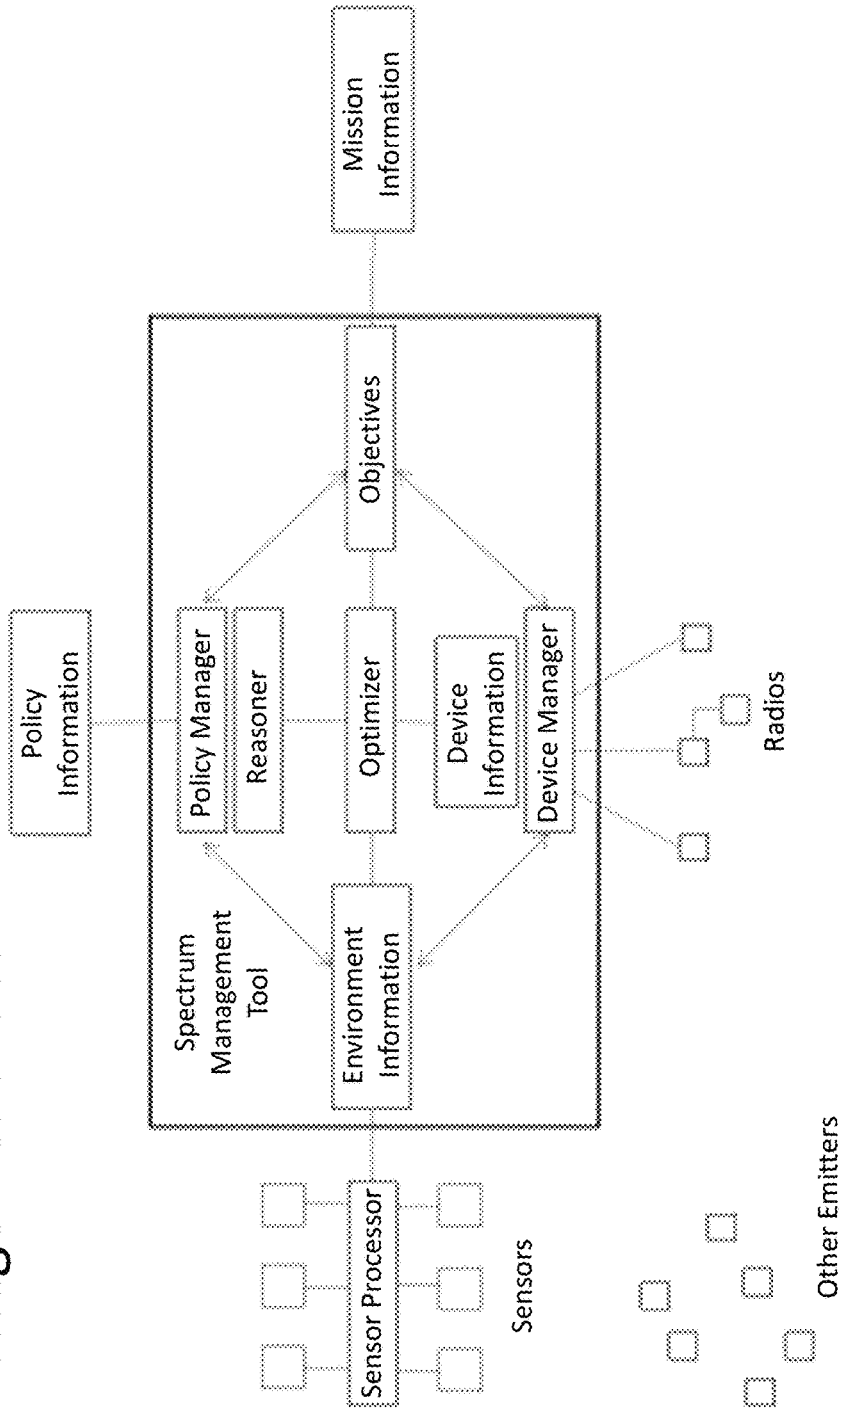 Policy
Information
Spectrum
Management
Tool
Policy Manager
Reasoner
Sensor Processor
Environment
Information
Optimizer
Objectives
Mission
Information
Device
Information
Device Manager
Sensors
Radios
Other Emitters